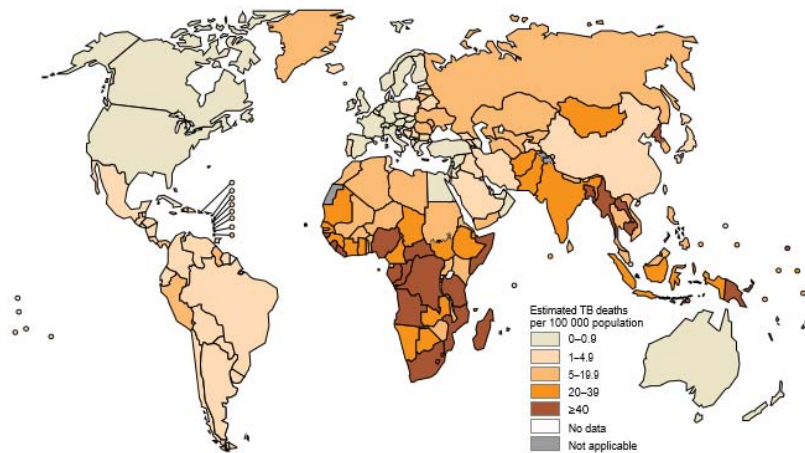 Estimated TB deaths
per 100 000 population
0–0.9
1–4.9
5–19.9
20–39
≥40
No data
Not applicable